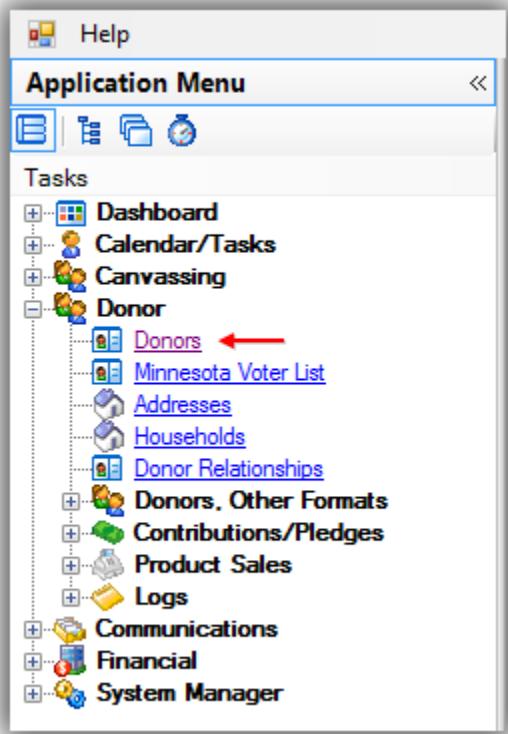 Help
Application Menu
Tasks
Dashboard
Calendar/Tasks
Canvassing
Donor
Donors
Minnesota Voter List
Addresses
Households
Donor Relationships
Donors, Other Formats
Contributions/Pledges
Product Sales
Logs
Communications
Financial
System Manager